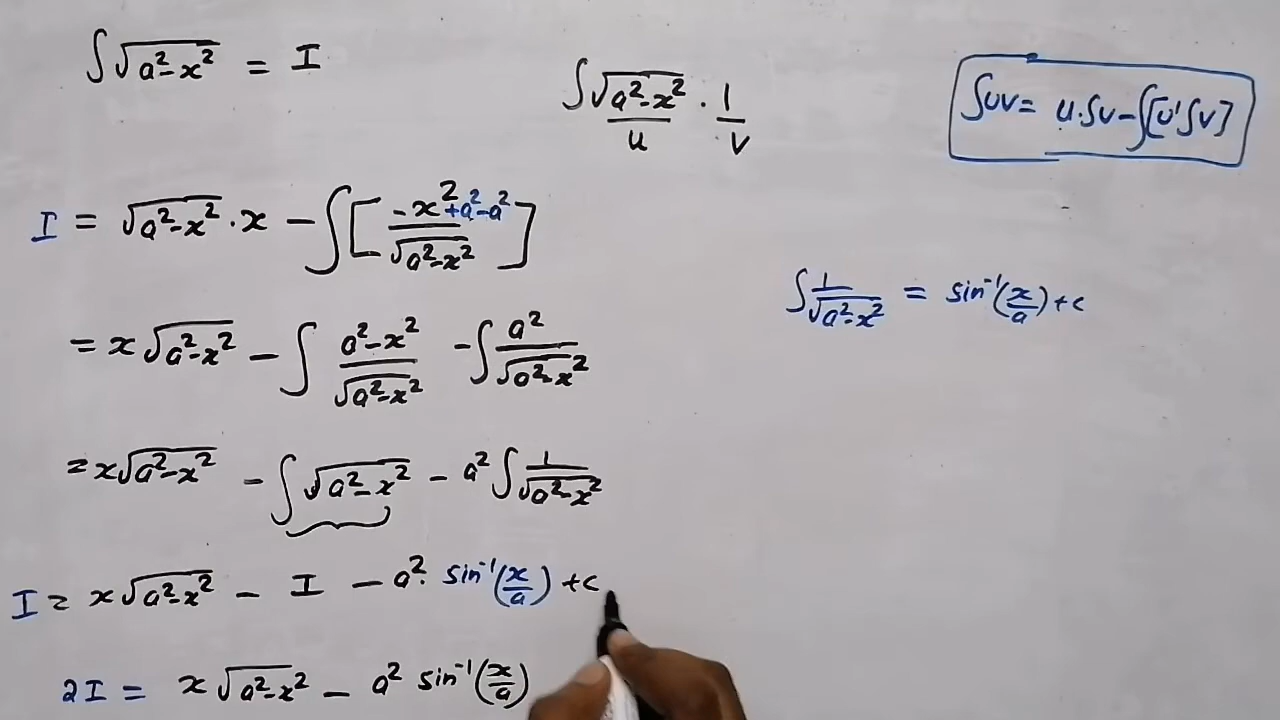 ∫√(a²-x²) = I
∫√(a²-x²)/u · 1/v
∫UV = u·∫v - ∫[u'∫v]
I = √(a²-x²) · x - ∫[(-x²+a²-a²)/√(a²-x²)]
∫1/√(a²-x²) = sin⁻¹(x/a) + c
= x√(a²-x²) - ∫(a²-x²)/√(a²-x²) - ∫a²/√(a²-x²)
= x√(a²-x²) - ∫√(a²-x²) - a²∫1/√(a²-x²)
I = x√(a²-x²) - I - a² · sin⁻¹(x/a) + c
2I = x√(a²-x²) - a² sin⁻¹(x/a)